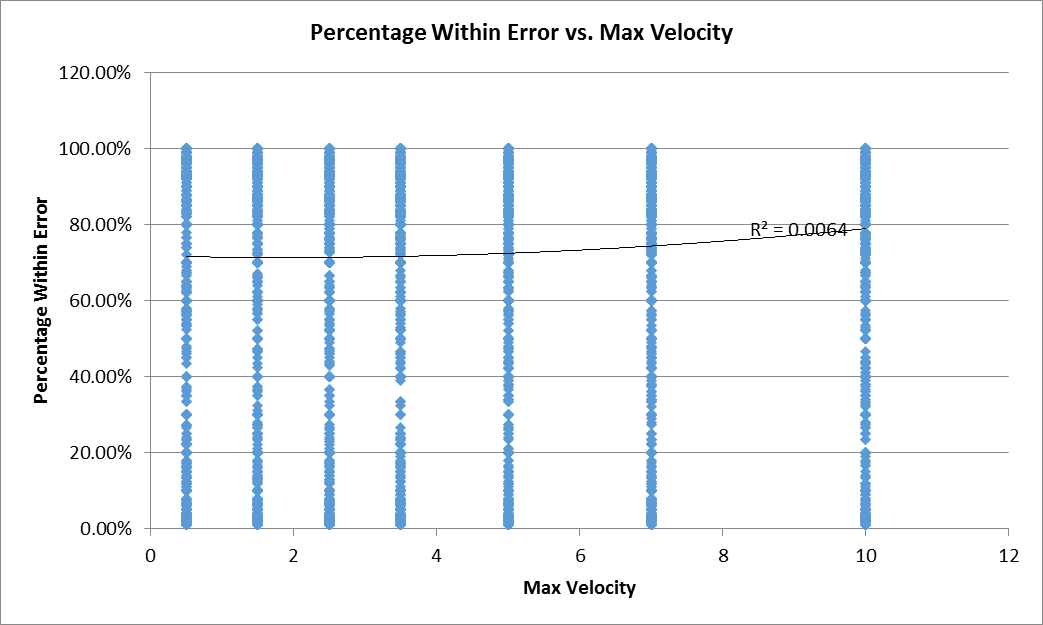 Percentage Within Error vs. Max Velocity
120.00%
100.00%
80.00%
60.00%
40.00%
20.00%
0.00%
Percentage Within Error
R² = 0.0064
0 2 4 6 8 10 12
Max Velocity